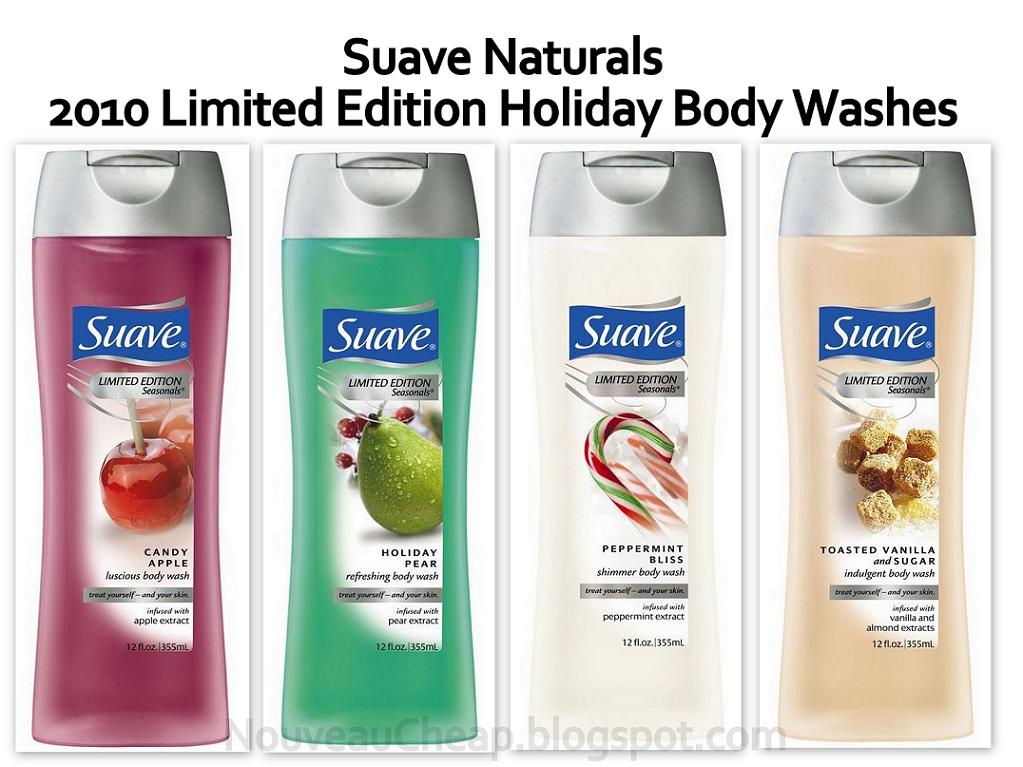 Suave Naturals
2010 Limited Edition Holiday Body Washes
Suave®
LIMITED EDITION
Seasonals®
CANDY
APPLE
luscious body wash
treat yourself – and your skin.
infused with
apple extract
12 fl.oz.|355mL
Suave®
LIMITED EDITION
Seasonals®
HOLIDAY
PEAR
refreshing body wash
treat yourself – and your skin.
infused with
pear extract
12 fl.oz.|355mL
Suave®
LIMITED EDITION
Seasonals®
PEPPERMINT
BLISS
shimmer body wash
treat yourself – and your skin.
infused with
peppermint extract
12 fl.oz.|355mL
Suave®
LIMITED EDITION
Seasonals®
TOASTED VANILLA
and SUGAR
indulgent body wash
treat yourself – and your skin.
infused with
vanilla and
almond extracts
12 fl.oz.|355mL
NouveauCheap.blogspot.com